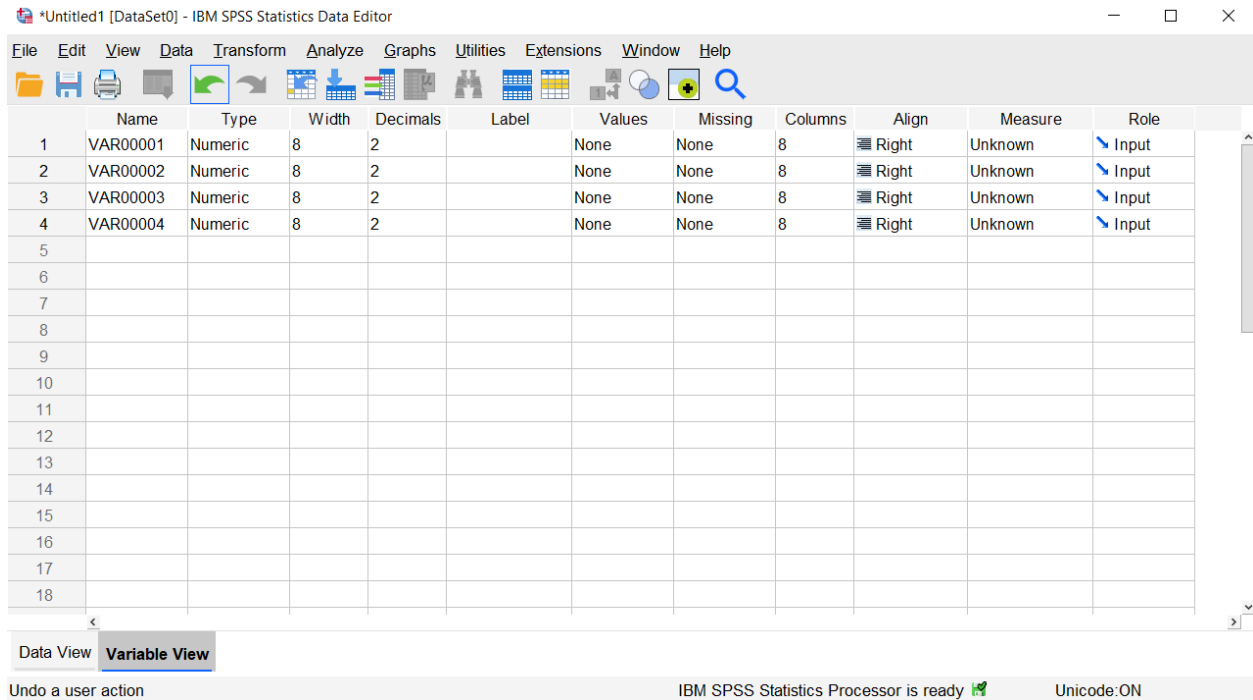 *Untitled1 [DataSet0] - IBM SPSS Statistics Data Editor
File Edit View Data Transform Analyze Graphs Utilities Extensions Window Help
Name Type Width Decimals Label Values Missing Columns Align Measure Role
1 VAR00001 Numeric 8 2 None None 8 Right Unknown Input
2 VAR00002 Numeric 8 2 None None 8 Right Unknown Input
3 VAR00003 Numeric 8 2 None None 8 Right Unknown Input
4 VAR00004 Numeric 8 2 None None 8 Right Unknown Input
5
6
7
8
9
10
11
12
13
14
15
16
17
18
Data View Variable View
Undo a user action IBM SPSS Statistics Processor is ready Unicode:ON